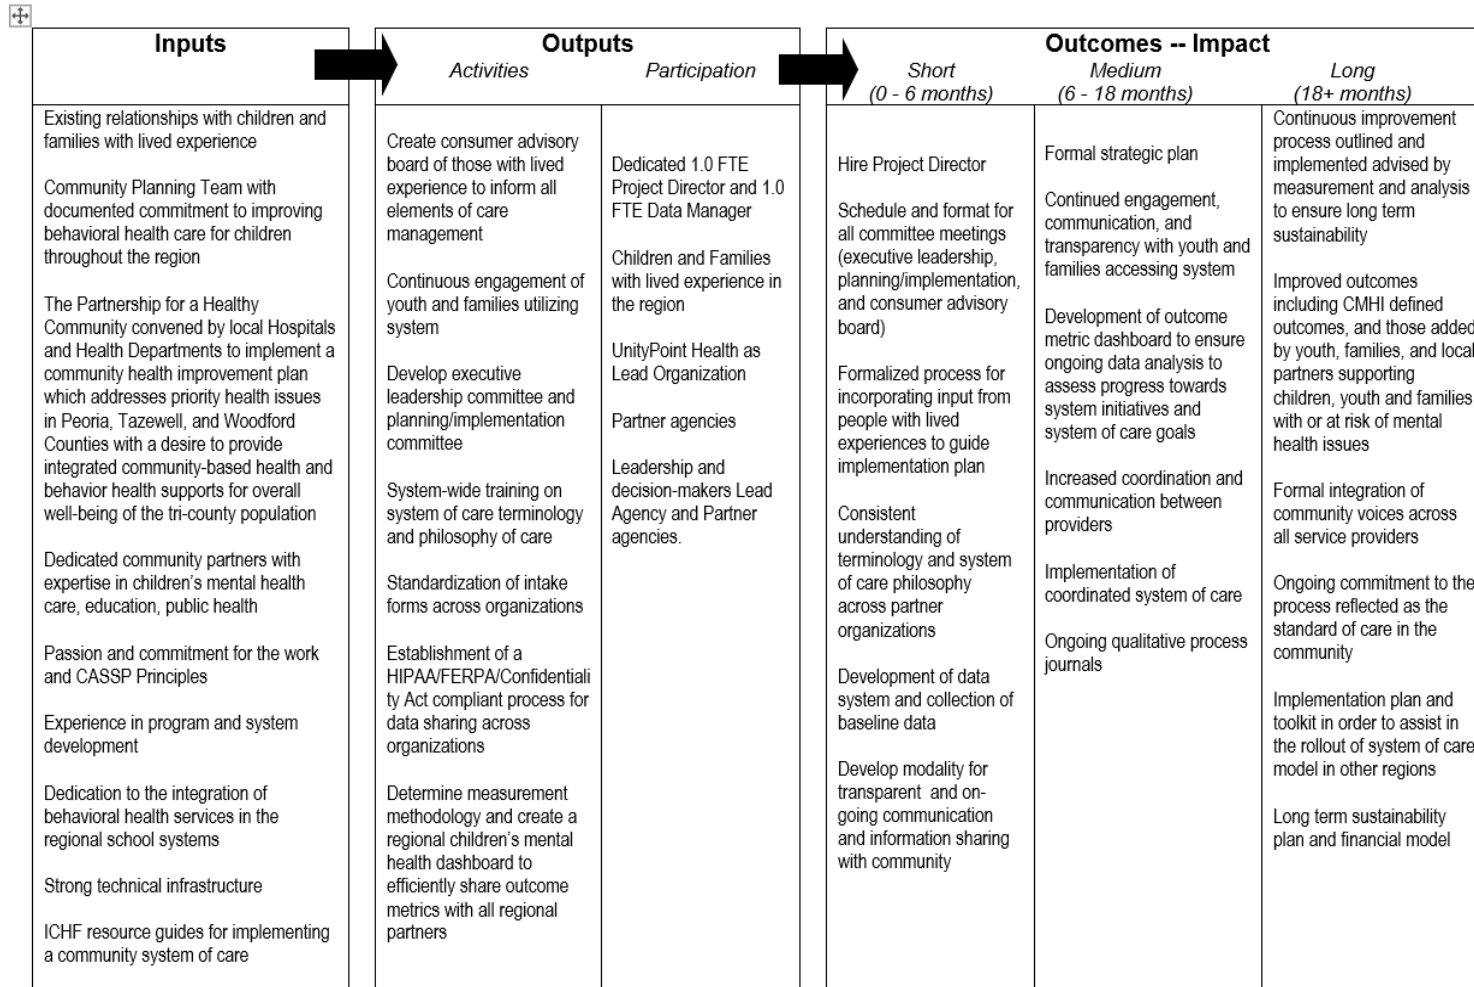 Inputs
Existing relationships with children and
families with lived experience
Community Planning Team with
documented commitment to improving
behavioral health care for children
throughout the region
The Partnership for a Healthy
Community convened by local Hospitals
and Health Departments to implement a
community health improvement plan
which addresses priority health issues
in Peoria, Tazewell, and Woodford
Counties with a desire to provide
integrated community-based health and
behavior health supports for overall
well-being of the tri-county population
Dedicated community partners with
expertise in children's mental health
care, education, public health
Passion and commitment for the work
and CASSP Principles
Experience in program and system
development
Dedication to the integration of
behavioral health services in the
regional school systems
Strong technical infrastructure
ICHF resource guides for implementing
a community system of care
Outputs
Activities
Create consumer advisory
board of those with lived
experience to inform all
elements of care
management
Continuous engagement of
youth and families utilizing
system
Develop executive
leadership committee and
planning/implementation
committee
System-wide training on
system of care terminology
and philosophy of care
Standardization of intake
forms across organizations
Establishment of a
HIPAA/FERPA/Confidentiali
ty Act compliant process for
data sharing across
organizations
Determine measurement
methodology and create a
regional children's mental
health dashboard to
efficiently share outcome
metrics with all regional
partners
Participation
Dedicated 1.0 FTE
Project Director and 1.0
FTE Data Manager
Children and Families
with lived experience in
the region
UnityPoint Health as
Lead Organization
Partner agencies
Leadership and
decision-makers Lead
Agency and Partner
agencies.
Outcomes -- Impact
Short
(0 - 6 months)
Hire Project Director
Schedule and format for
all committee meetings
(executive leadership,
planning/implementation,
and consumer advisory
board)
Formalized process for
incorporating input from
people with lived
experiences to guide
implementation plan
Consistent
understanding of
terminology and system
of care philosophy
across partner
organizations
Development of data
system and collection of
baseline data
Develop modality for
transparent and on-
going communication
and information sharing
with community
Medium
(6 - 18 months)
Formal strategic plan
Continued engagement,
communication, and
transparency with youth and
families accessing system
Development of outcome
metric dashboard to ensure
ongoing data analysis to
assess progress towards
system initiatives and
system of care goals
Increased coordination and
communication between
providers
Implementation of
coordinated system of care
Ongoing qualitative process
journals
Long
(18+ months)
Continuous improvement
process outlined and
implemented advised by
measurement and analysis
to ensure long term
sustainability
Improved outcomes
including CMHI defined
outcomes, and those added
by youth, families, and local
partners supporting
children, youth and families
with or at risk of mental
health issues
Formal integration of
community voices across
all service providers
Ongoing commitment to the
process reflected as the
standard of care in the
community
Implementation plan and
toolkit in order to assist in
the rollout of system of care
model in other regions
Long term sustainability
plan and financial model